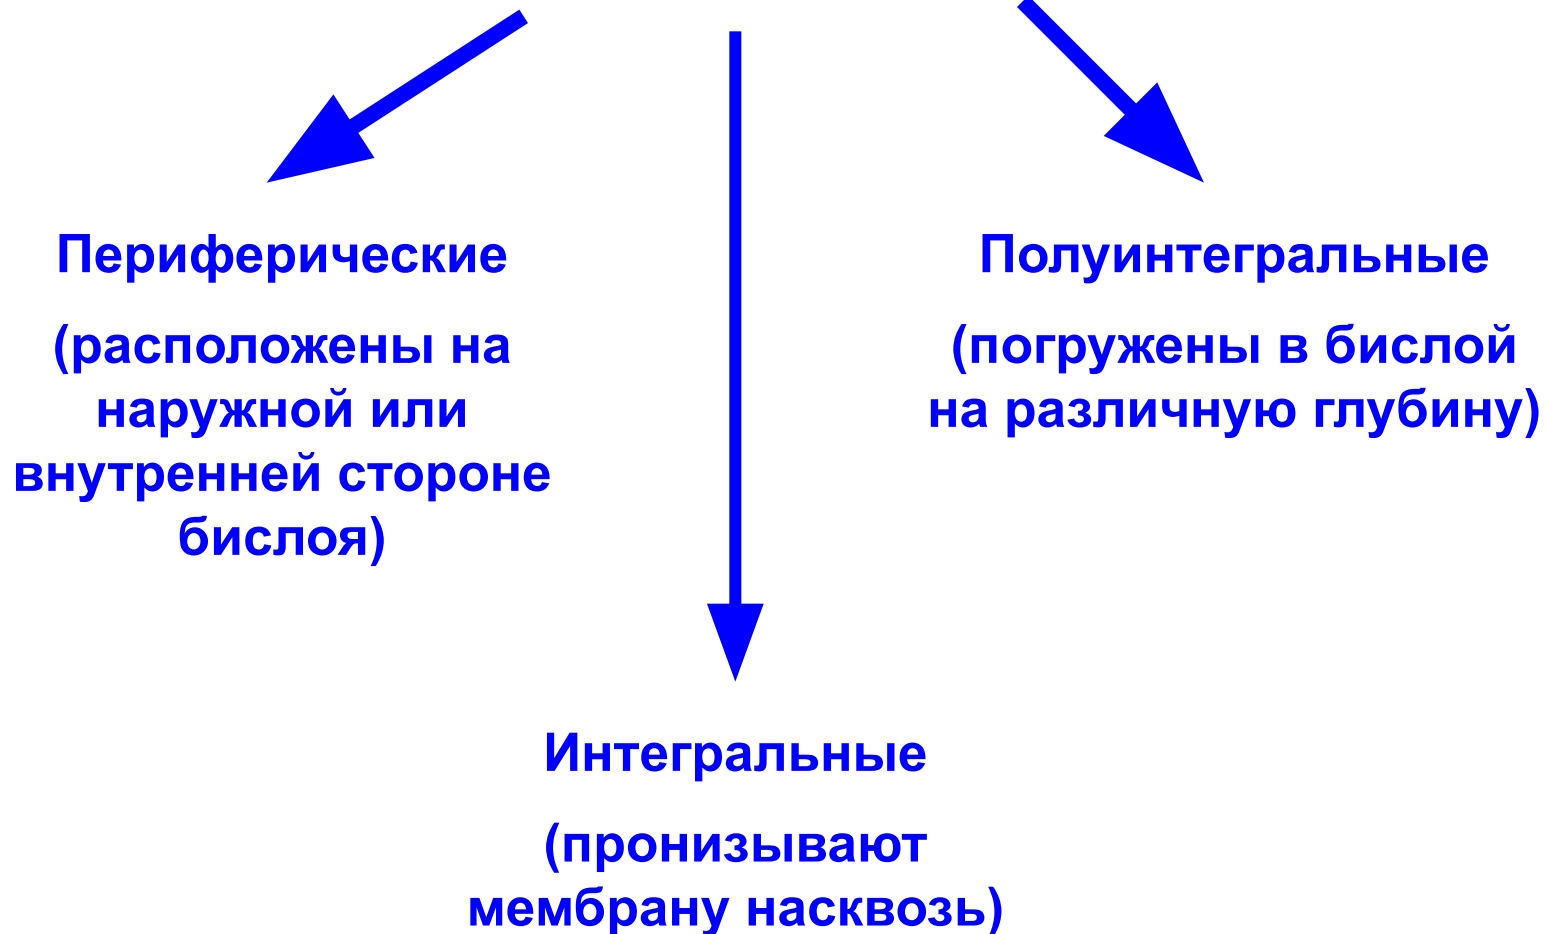 Периферические
(расположены на
наружной или
внутренней стороне
бислоя)
Полуинтегральные
(погружены в бислой
на различную глубину)
Интегральные
(пронизывают
мембрану насквозь)